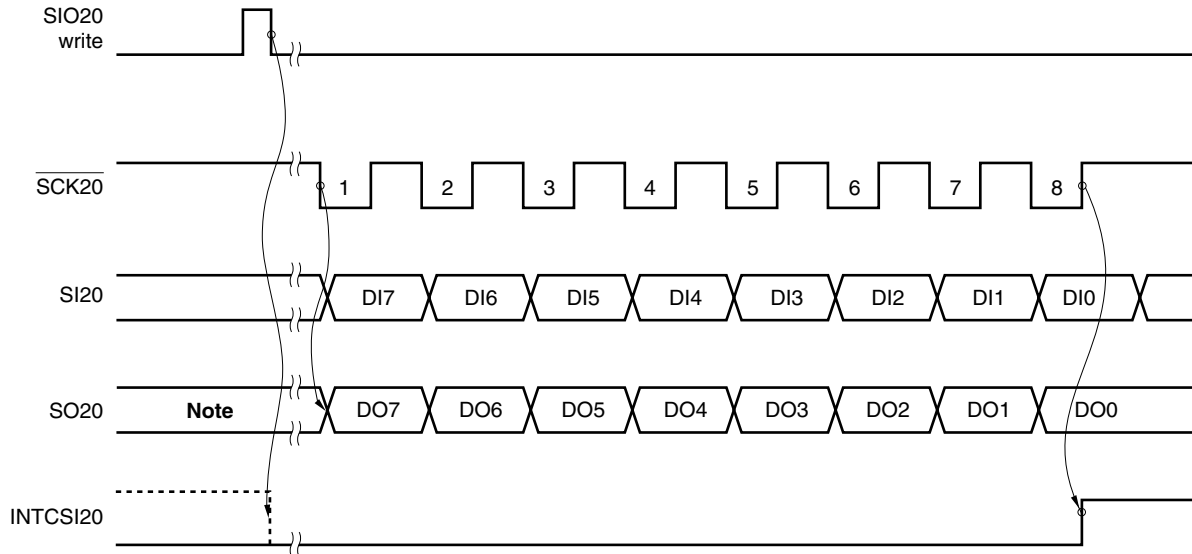 SIO20
write
SCK20
1 2 3 4 5 6 7 8
SI20
DI7 DI6 DI5 DI4 DI3 DI2 DI1 DI0
SO20
Note DO7 DO6 DO5 DO4 DO3 DO2 DO1 DO0
INTCSI20